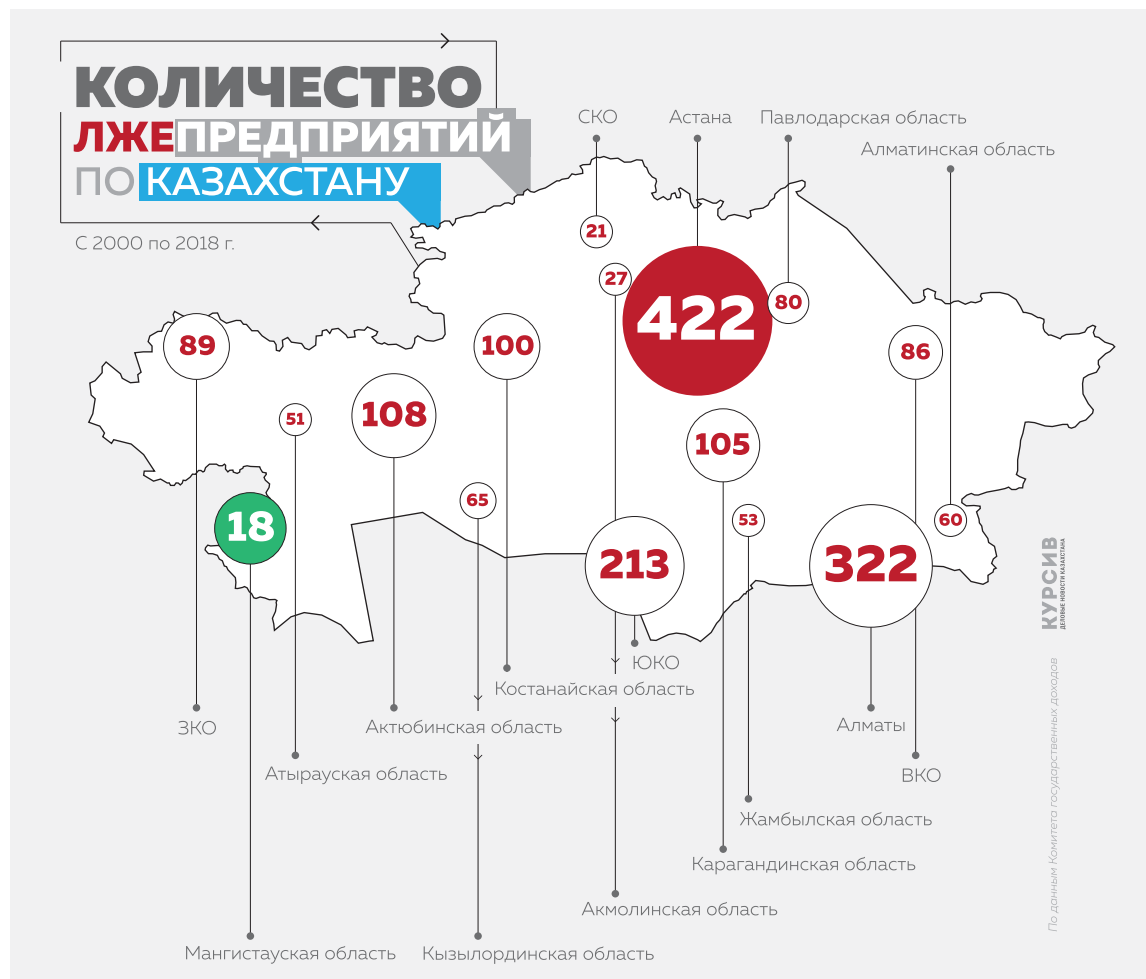 КОЛИЧЕСТВО
ЛЖЕПРЕДПРИЯТИЙ
ПО КАЗАХСТАНУ
С 2000 по 2018 г.
СКО
Астана
Павлодарская область
Алматинская область
21
27
422
80
89
100
86
51
108
105
65
18
53
60
213
322
ЮКО
Костанайская область
ЗКО
Актюбинская область
Алматы
Атырауская область
ВКО
Жамбылская область
Карагандинская область
Акмолинская область
Мангистауская область
Кызылординская область
КУРСИВ
ДЕЛОВЫЕ НОВОСТИ КАЗАХСТАНА
По данным Комитета государственных доходов